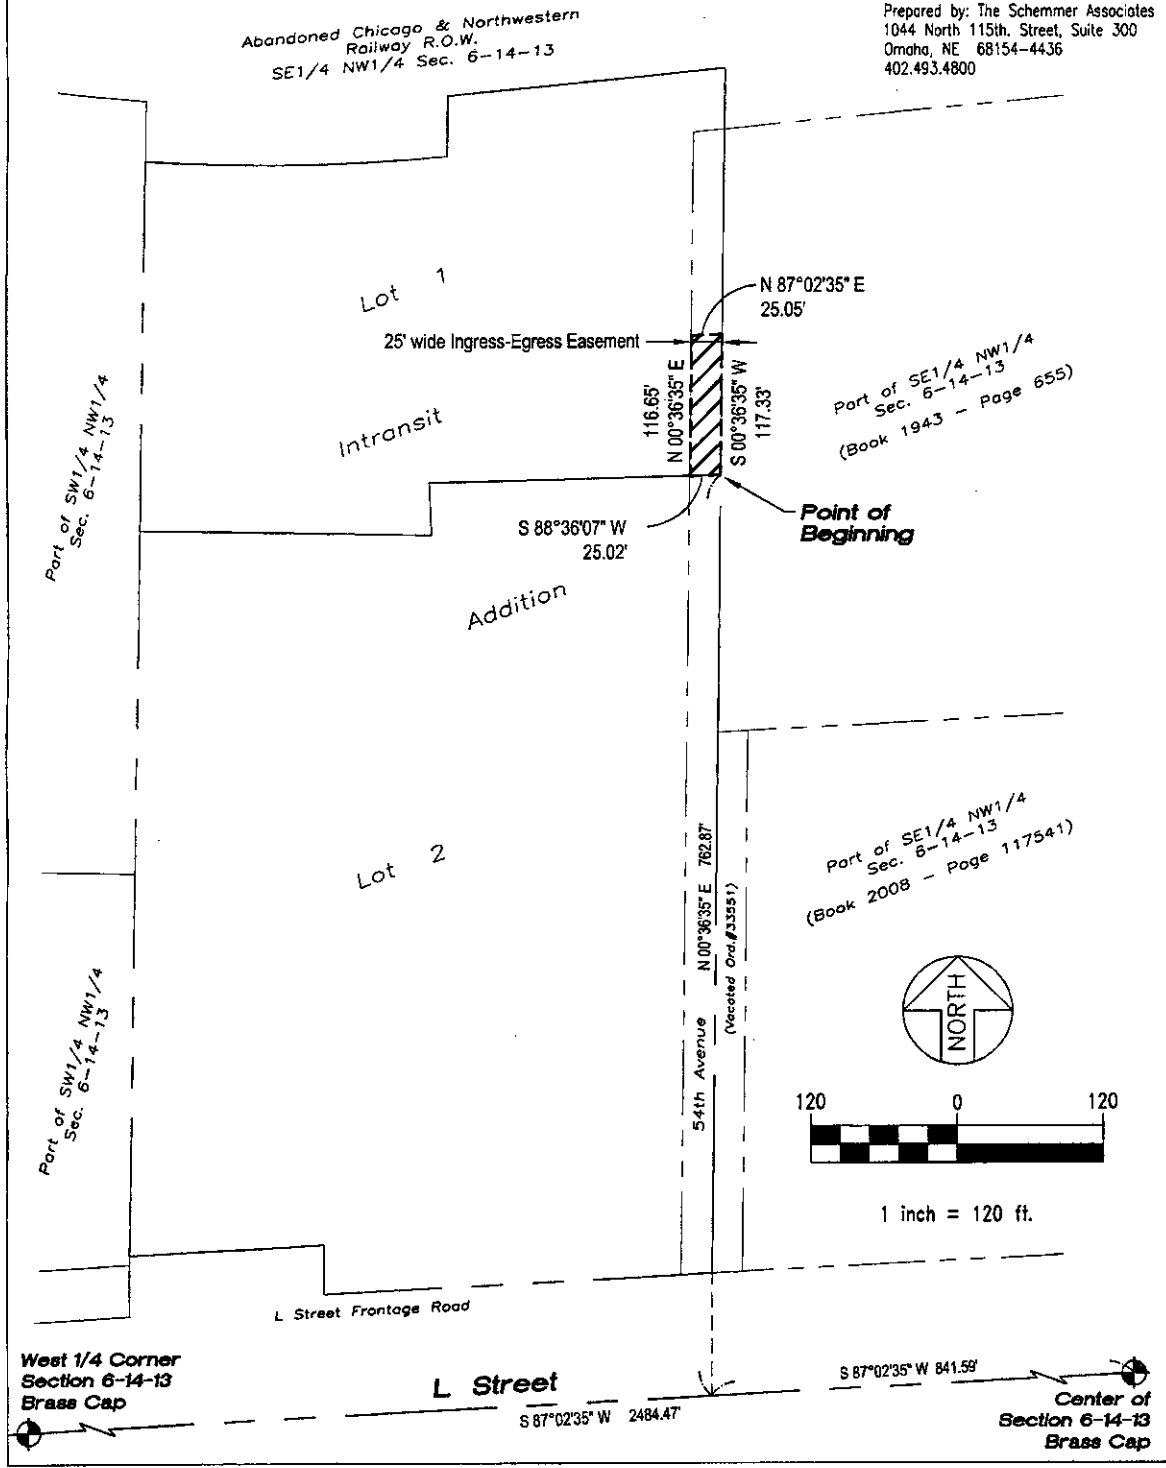 Abandoned Chicago & Northwestern
Railway R.O.W.
SE1/4 NW1/4 Sec. 6-14-13
Prepared by: The Schemmer Associates
1044 North 115th. Street, Suite 300
Omaha, NE 68154-4436
402.493.4800
Lot 1
N 87°02'35" E
25.05'
25' wide Ingress-Egress Easement
116.65'
N 00°36'35" E
S 00°36'35" W
117.33'
Part of SE1/4 NW1/4
Sec. 6-14-13
(Book 1943 - Page 655)
Part of SW1/4 NW1/4
Sec. 6-14-13
Intransit
S 88°36'07" W
25.02'
Point of
Beginning
Addition
Lot 2
N 00°36'35" E 762.87'
54th Avenue
(Vacated Ord.#33551)
Part of SE1/4 NW1/4
Sec. 6-14-13
(Book 2008 - Page 117541)
Part of SW1/4 NW1/4
Sec. 6-14-13
NORTH
120 0 120
1 inch = 120 ft.
L Street Frontage Road
West 1/4 Corner
Section 6-14-13
Brass Cap
L Street
S 87°02'35" W 2484.47'
S 87°02'35" W 841.59'
Center of
Section 6-14-13
Brass Cap